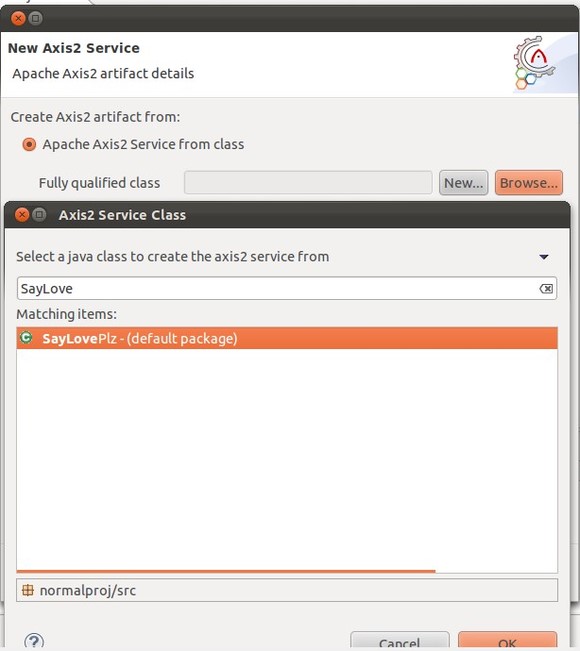 New Axis2 Service
Apache Axis2 artifact details
Create Axis2 artifact from:
Apache Axis2 Service from class
Fully qualified class New... Browse...
Axis2 Service Class
Select a java class to create the axis2 service from
SayLove
Matching items:
SayLovePlz - (default package)
normalproj/src
Cancel OK